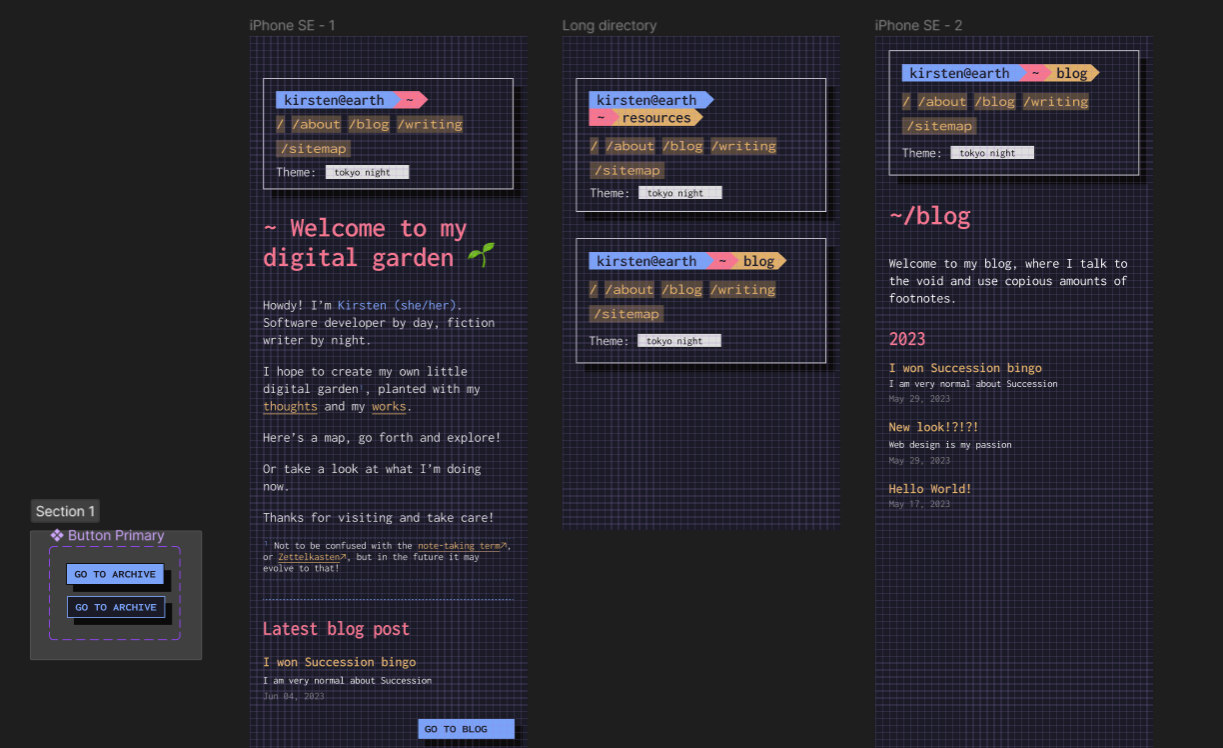 iPhone SE - 1
kirsten@earth ~
/ /about /blog /writing
/sitemap
Theme: tokyo night
~ Welcome to my
digital garden 🌱
Howdy! I’m Kirsten (she/her).
Software developer by day, fiction
writer by night.
I hope to create my own little
digital garden¹, planted with my
thoughts and my works.
Here’s a map, go forth and explore!
Or take a look at what I’m doing
now.
Thanks for visiting and take care!
¹ Not to be confused with the note-taking term↗,
or Zettelkasten↗, but in the future it may
evolve to that!
Latest blog post
I won Succession bingo
I am very normal about Succession
Jun 04, 2023
GO TO BLOG
Long directory
kirsten@earth
~ resources
/ /about /blog /writing
/sitemap
Theme: tokyo night
kirsten@earth ~ blog
/ /about /blog /writing
/sitemap
Theme: tokyo night
iPhone SE - 2
kirsten@earth ~ blog
/ /about /blog /writing
/sitemap
Theme: tokyo night
~/blog
Welcome to my blog, where I talk to
the void and use copious amounts of
footnotes.
2023
I won Succession bingo
I am very normal about Succession
May 29, 2023
New look!?!?!
Web design is my passion
May 29, 2023
Hello World!
May 17, 2023
Section 1
Button Primary
GO TO ARCHIVE
GO TO ARCHIVE